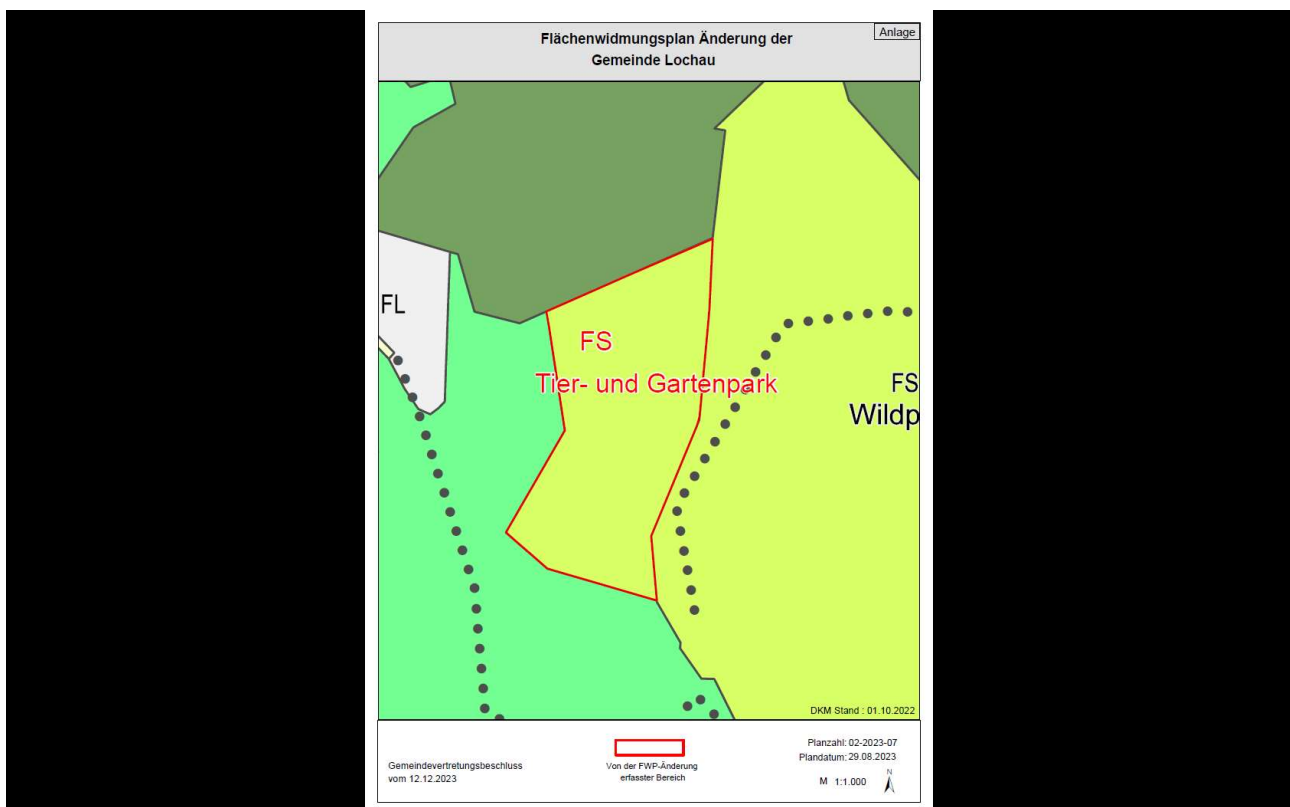 Flächenwidmungsplan Änderung der
Gemeinde Lochau
Anlage
FL
FS
Tier- und Gartenpark
FS
Wildp
DKM Stand : 01.10.2022
Gemeindevertretungsbeschluss
vom 12.12.2023
Von der FWP-Änderung
erfasster Bereich
Planzahl: 02-2023-07
Plandatum: 29.08.2023
M 1:1.000
N